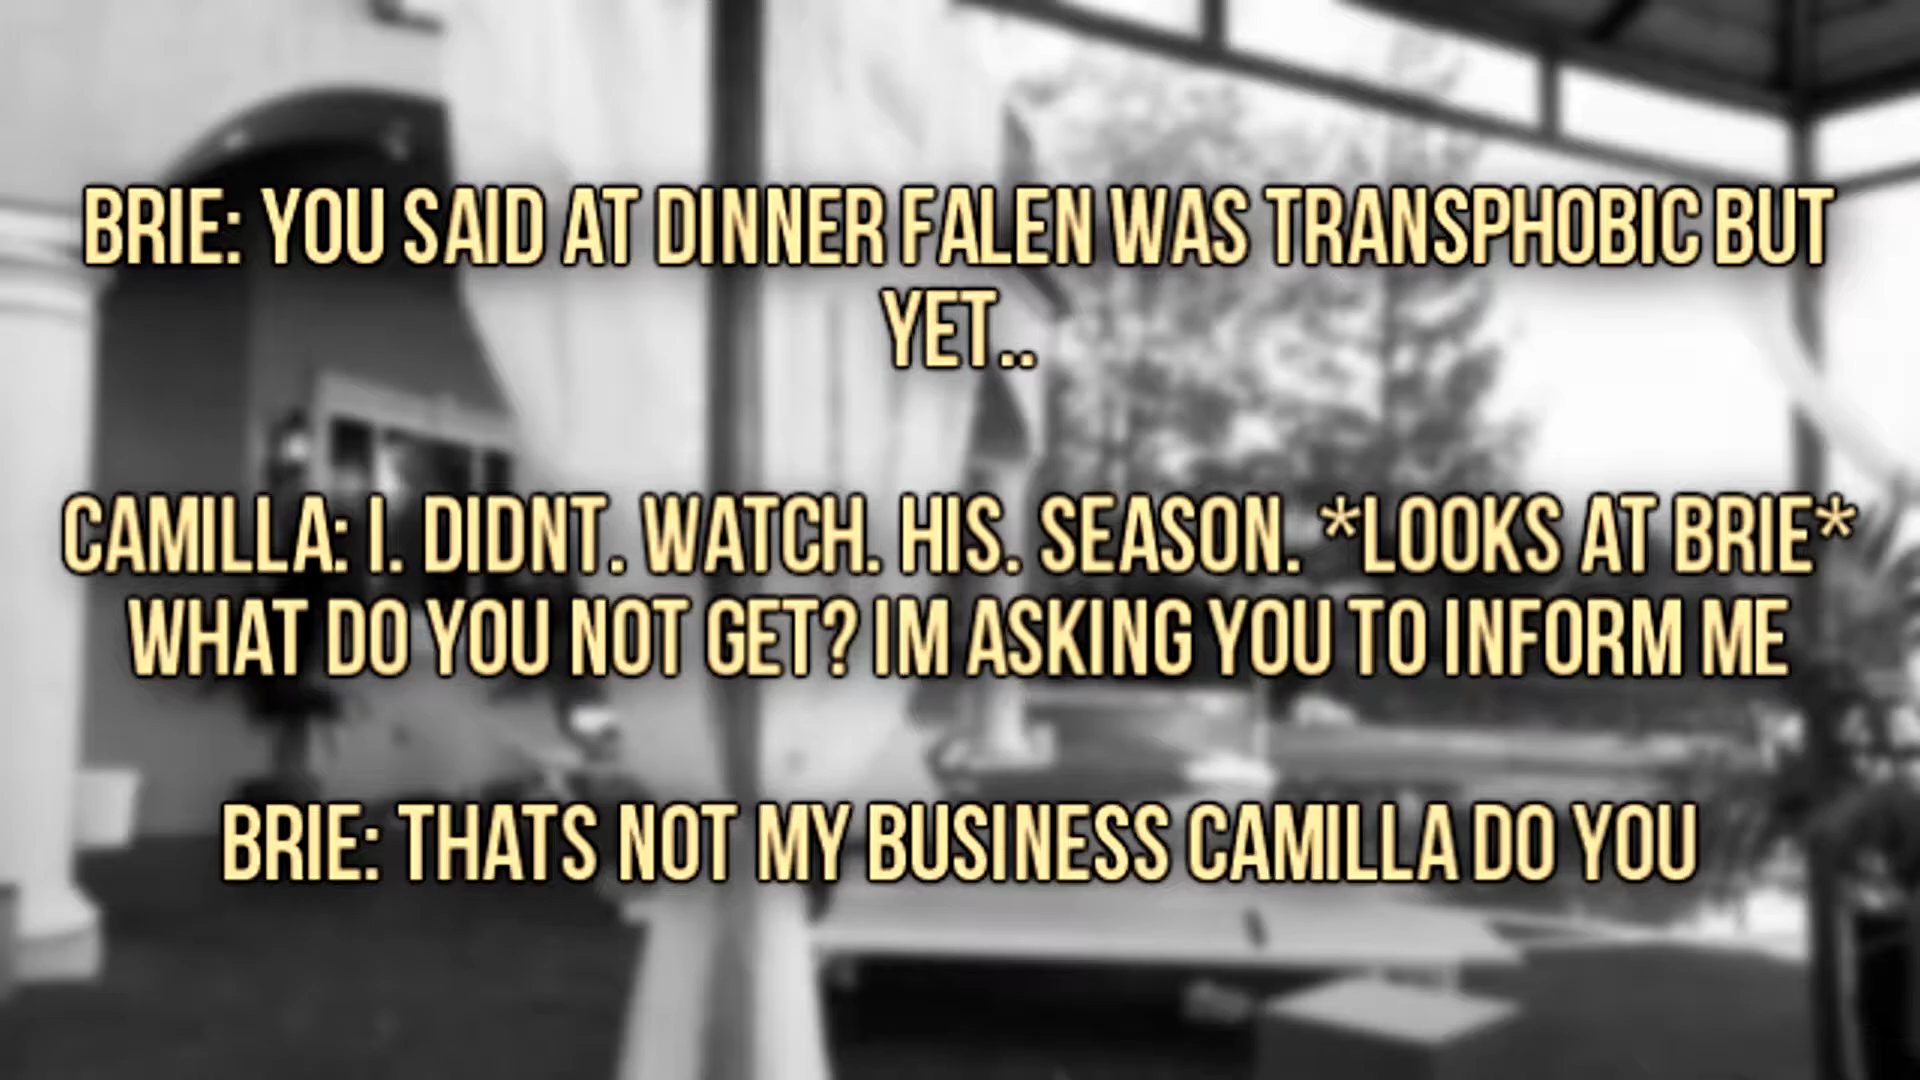 BRIE: YOU SAID AT DINNER FALEN WAS TRANSPHOBIC BUT
YET..
CAMILLA: I. DIDNT. WATCH. HIS. SEASON. *LOOKS AT BRIE*
WHAT DO YOU NOT GET? IM ASKING YOU TO INFORM ME
BRIE: THATS NOT MY BUSINESS CAMILLA DO YOU